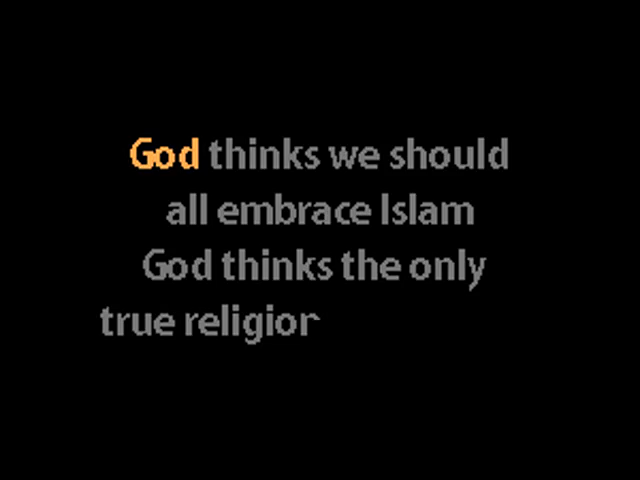 God thinks we should
all embrace Islam
God thinks the only
true religion